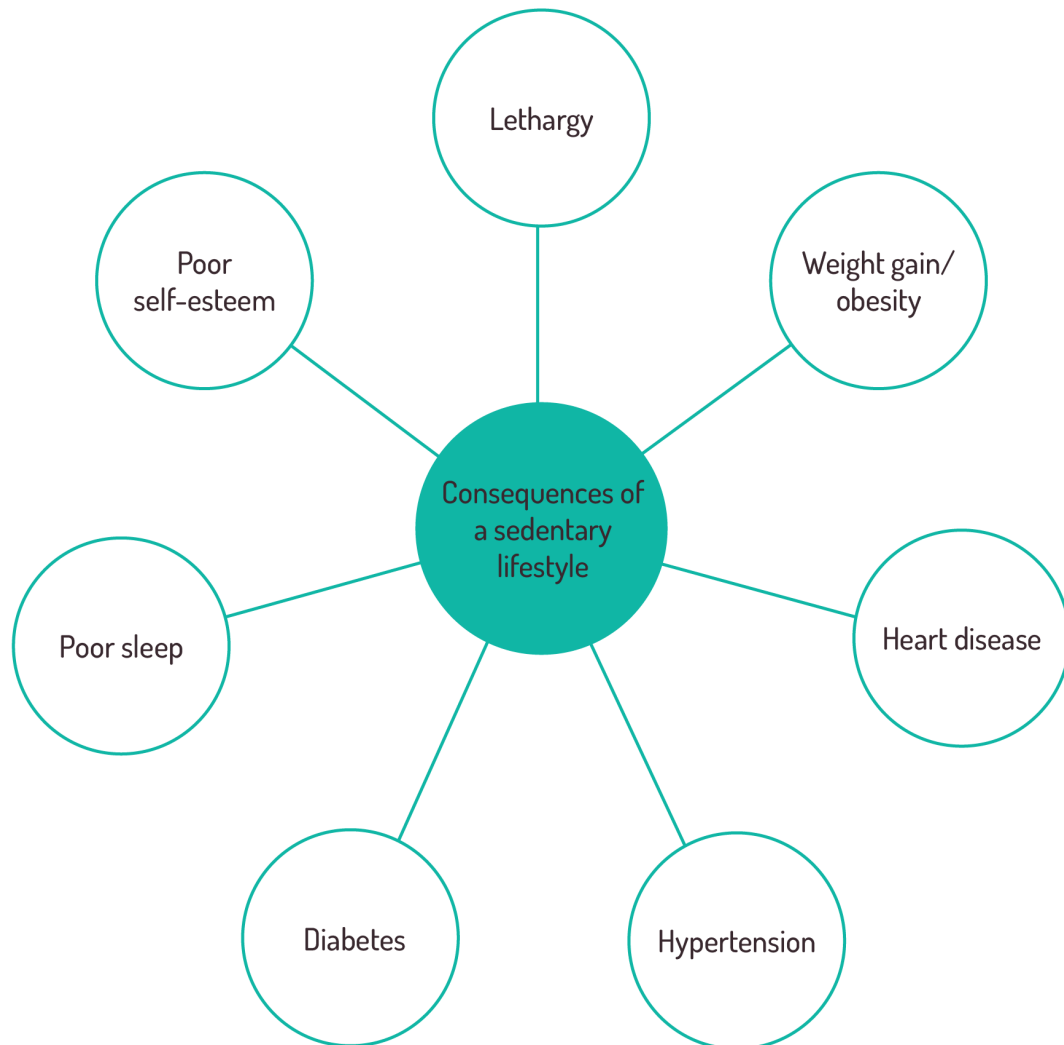 Lethargy
Poor
self-esteem
Weight gain/
obesity
Consequences of
a sedentary
lifestyle
Poor sleep
Heart disease
Diabetes
Hypertension